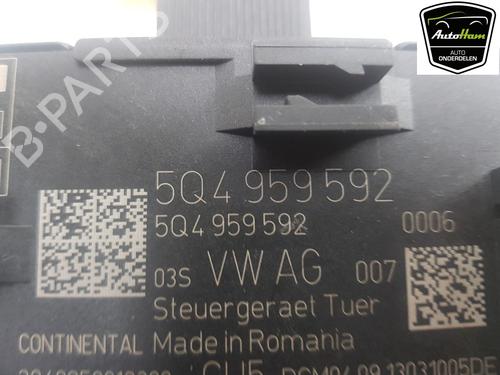 AutoHam
AUTO
ONDERDELEN
B-PARTS
5Q4 959 592
5Q4 959 592 0006
03S VW AG 007
Steuergeraet Tuer
CONTINENTAL Made in Romania